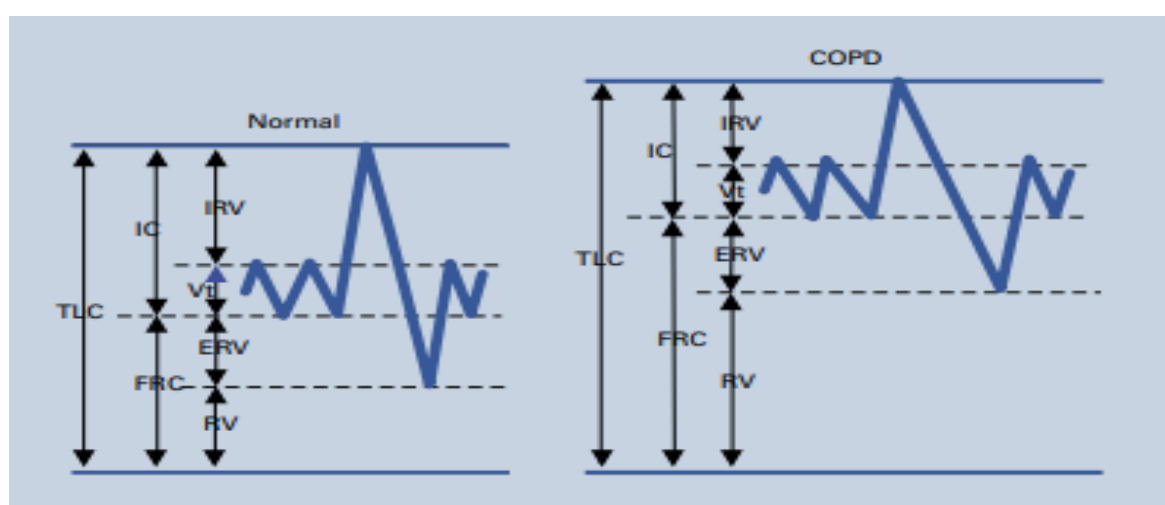 Normal
IRV
IC
Vt
TLC
ERV
FRC
RV
COPD
IRV
IC
Vt
ERV
TLC
FRC
RV